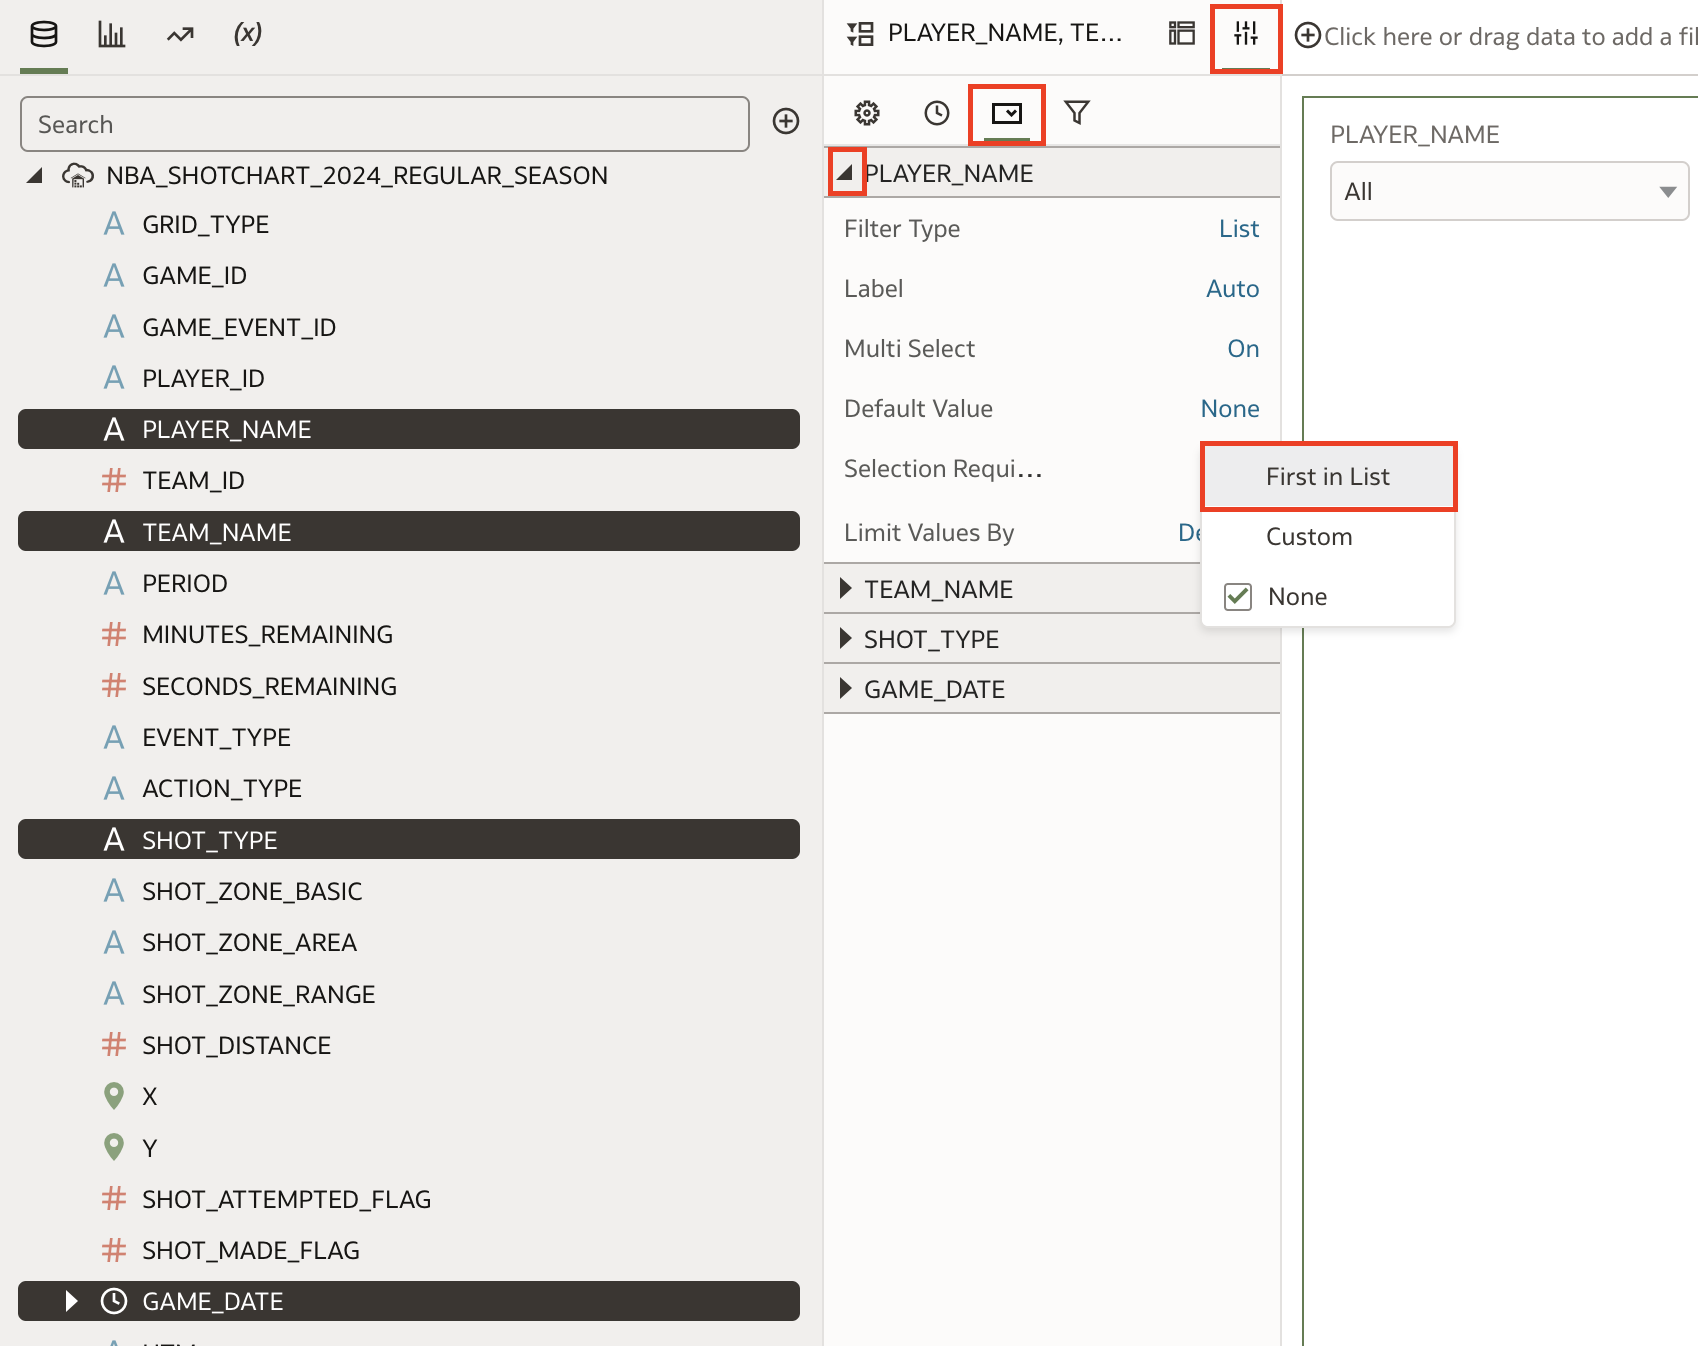 (x)
Search
NBA_SHOTCHART_2024_REGULAR_SEASON
GRID_TYPE
GAME_ID
GAME_EVENT_ID
PLAYER_ID
PLAYER_NAME
TEAM_ID
TEAM_NAME
PERIOD
MINUTES_REMAINING
SECONDS_REMAINING
EVENT_TYPE
ACTION_TYPE
SHOT_TYPE
SHOT_ZONE_BASIC
SHOT_ZONE_AREA
SHOT_ZONE_RANGE
SHOT_DISTANCE
X
Y
SHOT_ATTEMPTED_FLAG
SHOT_MADE_FLAG
GAME_DATE
PLAYER_NAME, TE...
PLAYER_NAME
Filter Type List
Label Auto
Multi Select On
Default Value None
Selection Requi...
Limit Values By De
TEAM_NAME
SHOT_TYPE
GAME_DATE
First in List
Custom
None
Click here or drag data to add a fil
PLAYER_NAME
All